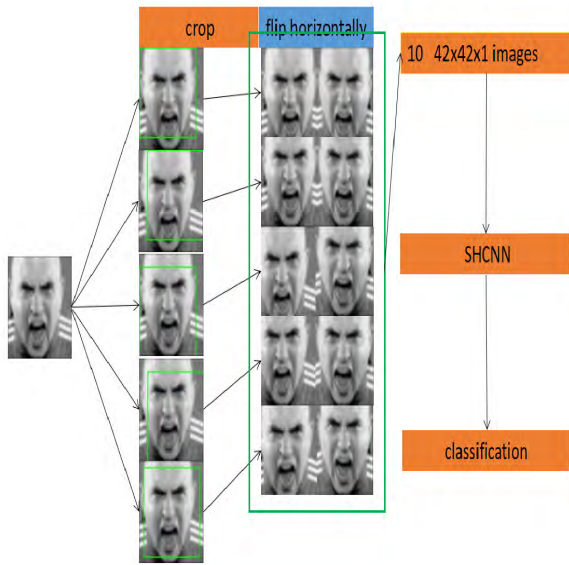 crop
flip horizontally
10 42x42x1 images
SHCNN
classification